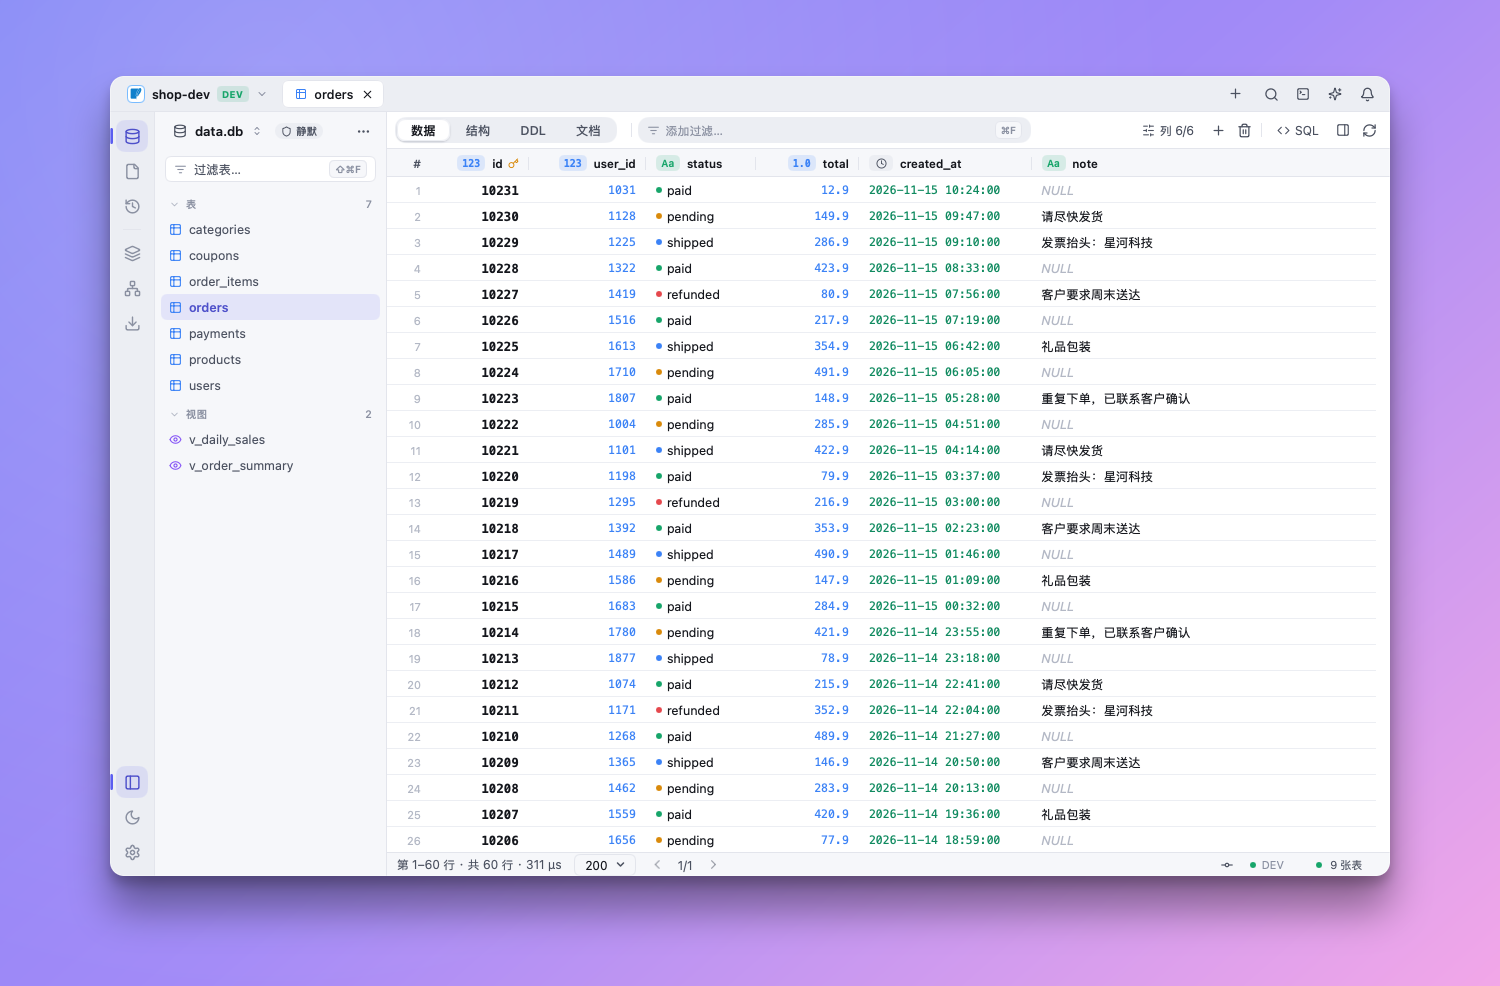 shop-dev DEV orders
data.db 静默
数据 结构 DDL 文档 添加过滤... ⌘F 列 6/6 SQL
过滤表... ⇧⌘F
表 7
categories
coupons
order_items
orders
payments
products
users
视图 2
v_daily_sales
v_order_summary
# 123 id 123 user_id Aa status 1.0 total created_at Aa note
1 10231 1031 paid 12.9 2026-11-15 10:24:00 NULL
2 10230 1128 pending 149.9 2026-11-15 09:47:00 请尽快发货
3 10229 1225 shipped 286.9 2026-11-15 09:10:00 发票抬头：星河科技
4 10228 1322 paid 423.9 2026-11-15 08:33:00 NULL
5 10227 1419 refunded 80.9 2026-11-15 07:56:00 客户要求周末送达
6 10226 1516 paid 217.9 2026-11-15 07:19:00 NULL
7 10225 1613 shipped 354.9 2026-11-15 06:42:00 礼品包装
8 10224 1710 pending 491.9 2026-11-15 06:05:00 NULL
9 10223 1807 paid 148.9 2026-11-15 05:28:00 重复下单，已联系客户确认
10 10222 1004 pending 285.9 2026-11-15 04:51:00 NULL
11 10221 1101 shipped 422.9 2026-11-15 04:14:00 请尽快发货
12 10220 1198 paid 79.9 2026-11-15 03:37:00 发票抬头：星河科技
13 10219 1295 refunded 216.9 2026-11-15 03:00:00 NULL
14 10218 1392 paid 353.9 2026-11-15 02:23:00 客户要求周末送达
15 10217 1489 shipped 490.9 2026-11-15 01:46:00 NULL
16 10216 1586 pending 147.9 2026-11-15 01:09:00 礼品包装
17 10215 1683 paid 284.9 2026-11-15 00:32:00 NULL
18 10214 1780 pending 421.9 2026-11-14 23:55:00 重复下单，已联系客户确认
19 10213 1877 shipped 78.9 2026-11-14 23:18:00 NULL
20 10212 1074 paid 215.9 2026-11-14 22:41:00 请尽快发货
21 10211 1171 refunded 352.9 2026-11-14 22:04:00 发票抬头：星河科技
22 10210 1268 paid 489.9 2026-11-14 21:27:00 NULL
23 10209 1365 shipped 146.9 2026-11-14 20:50:00 客户要求周末送达
24 10208 1462 pending 283.9 2026-11-14 20:13:00 NULL
25 10207 1559 paid 420.9 2026-11-14 19:36:00 礼品包装
26 10206 1656 pending 77.9 2026-11-14 18:59:00 NULL
第 1–60 行 · 共 60 行 · 311 µs 200 1/1 DEV 9 张表